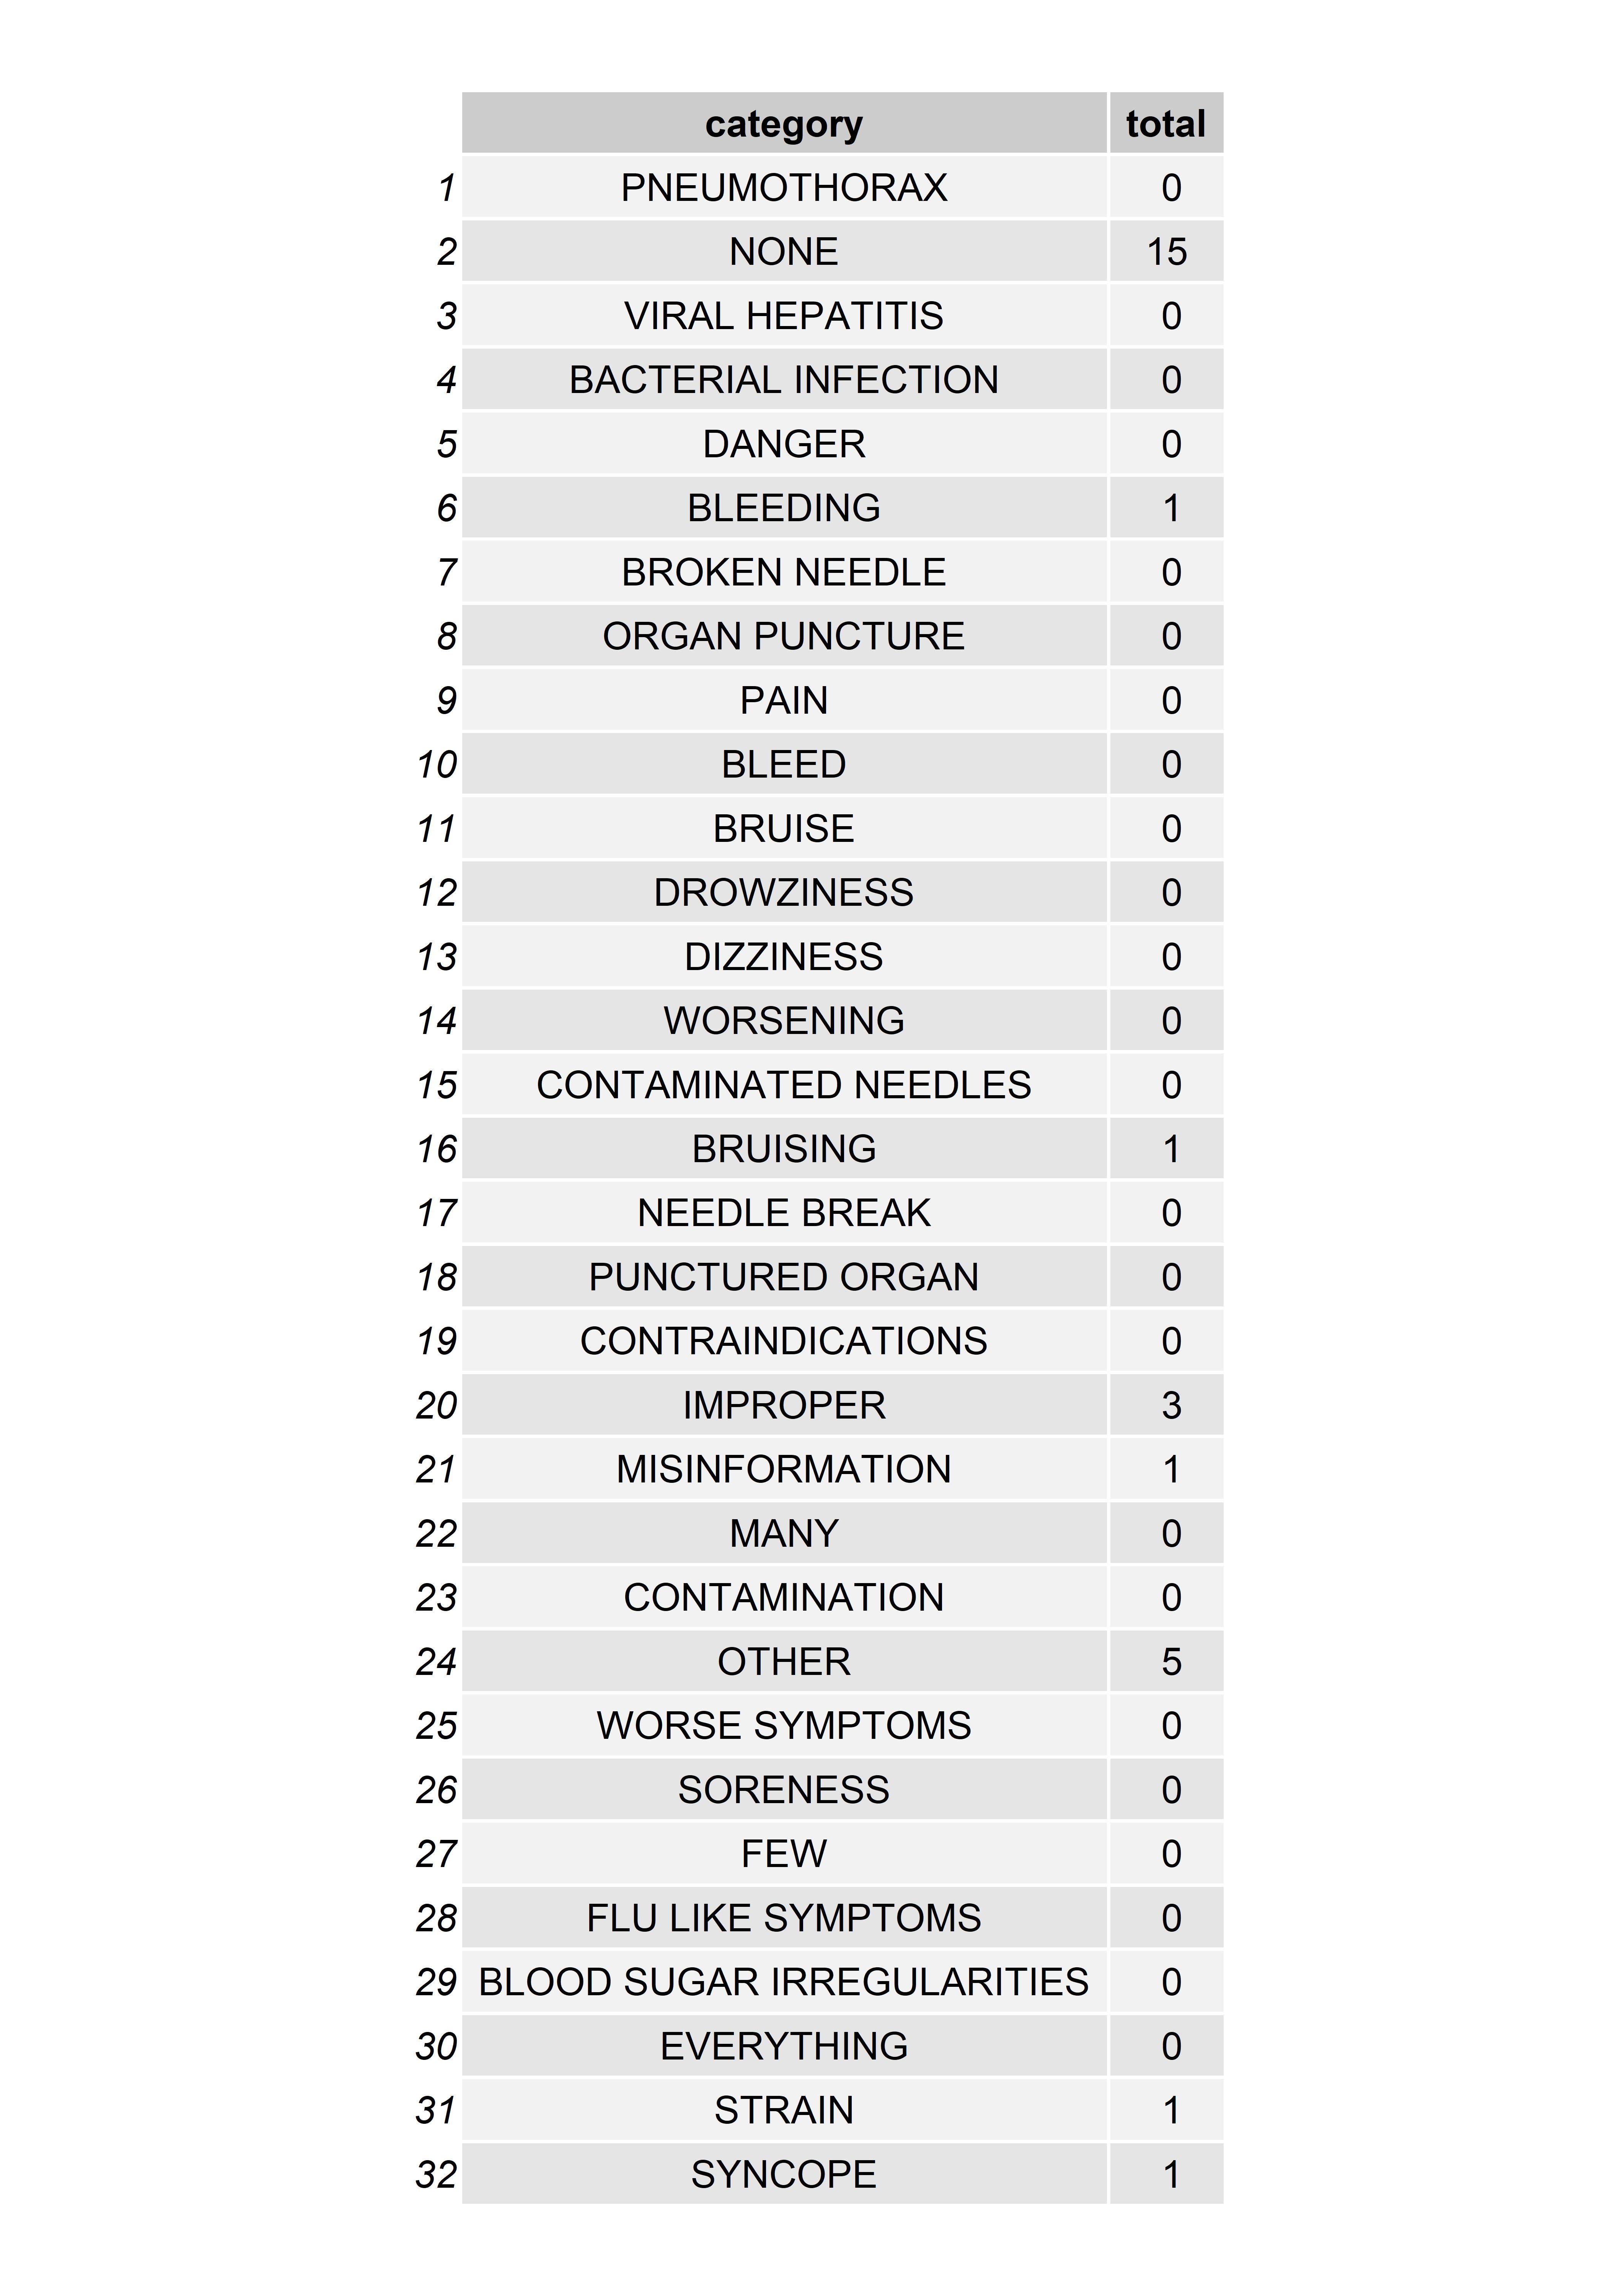 category total
1 PNEUMOTHORAX 0
2 NONE 15
3 VIRAL HEPATITIS 0
4 BACTERIAL INFECTION 0
5 DANGER 0
6 BLEEDING 1
7 BROKEN NEEDLE 0
8 ORGAN PUNCTURE 0
9 PAIN 0
10 BLEED 0
11 BRUISE 0
12 DROWZINESS 0
13 DIZZINESS 0
14 WORSENING 0
15 CONTAMINATED NEEDLES 0
16 BRUISING 1
17 NEEDLE BREAK 0
18 PUNCTURED ORGAN 0
19 CONTRAINDICATIONS 0
20 IMPROPER 3
21 MISINFORMATION 1
22 MANY 0
23 CONTAMINATION 0
24 OTHER 5
25 WORSE SYMPTOMS 0
26 SORENESS 0
27 FEW 0
28 FLU LIKE SYMPTOMS 0
29 BLOOD SUGAR IRREGULARITIES 0
30 EVERYTHING 0
31 STRAIN 1
32 SYNCOPE 1